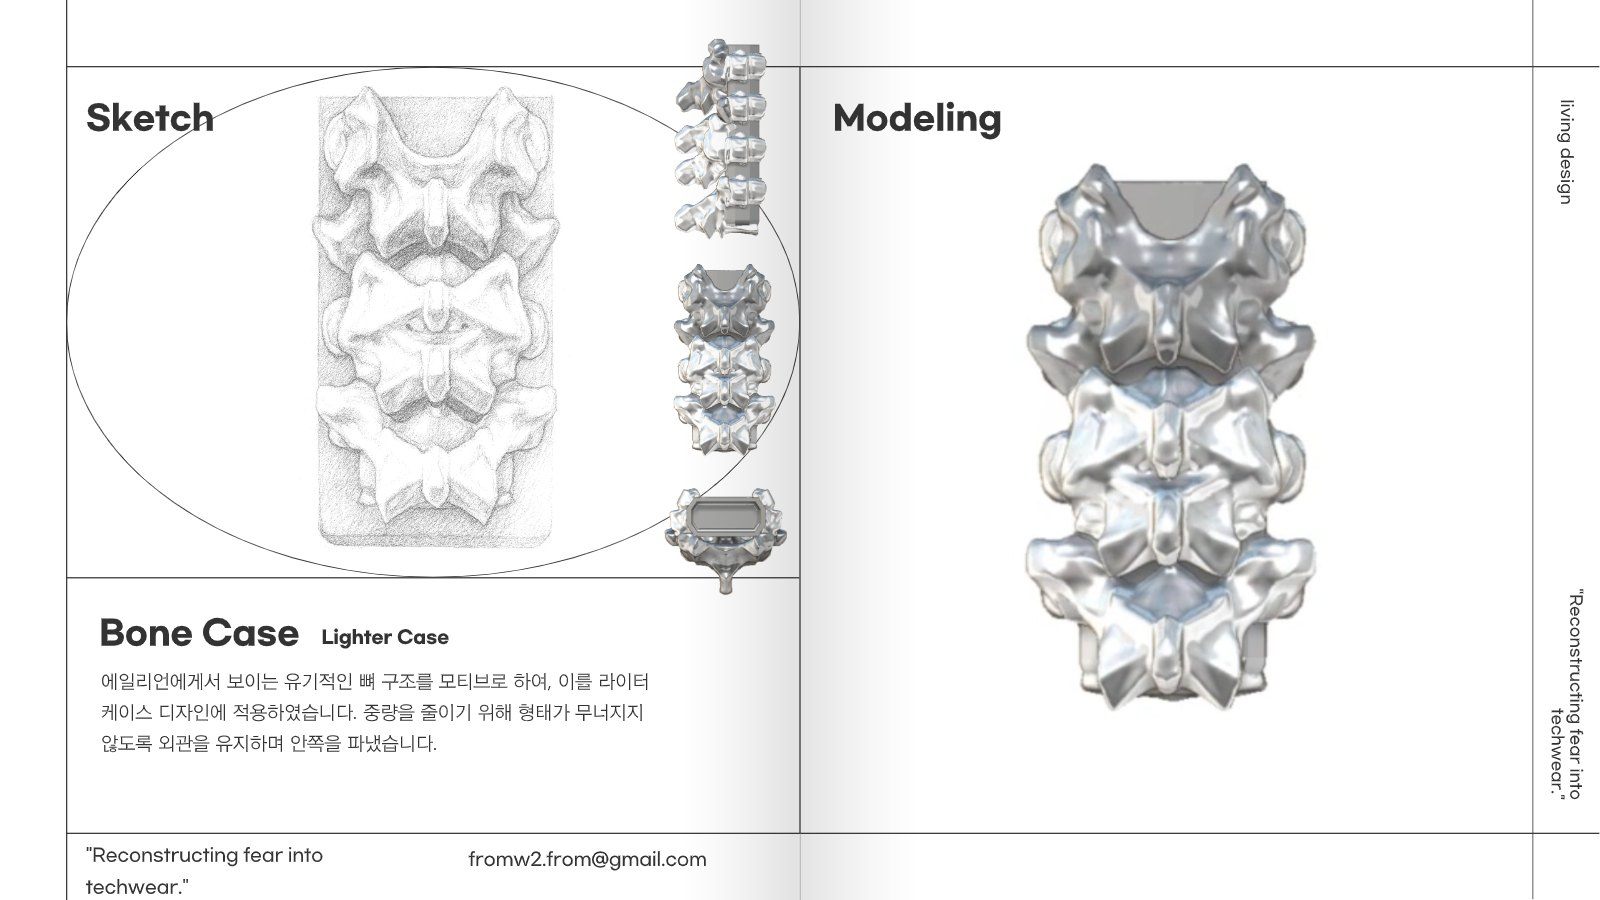 Sketch
Modeling
living design
Bone Case
Lighter Case
에일리언에게서 보이는 유기적인 뼈 구조를 모티브로 하여, 이를 라이터
케이스 디자인에 적용하였습니다. 중량을 줄이기 위해 형태가 무너지지
않도록 외관을 유지하며 안쪽을 파냈습니다.
"Reconstructing fear into
techwear."
"Reconstructing fear into
techwear."
fromw2.from@gmail.com